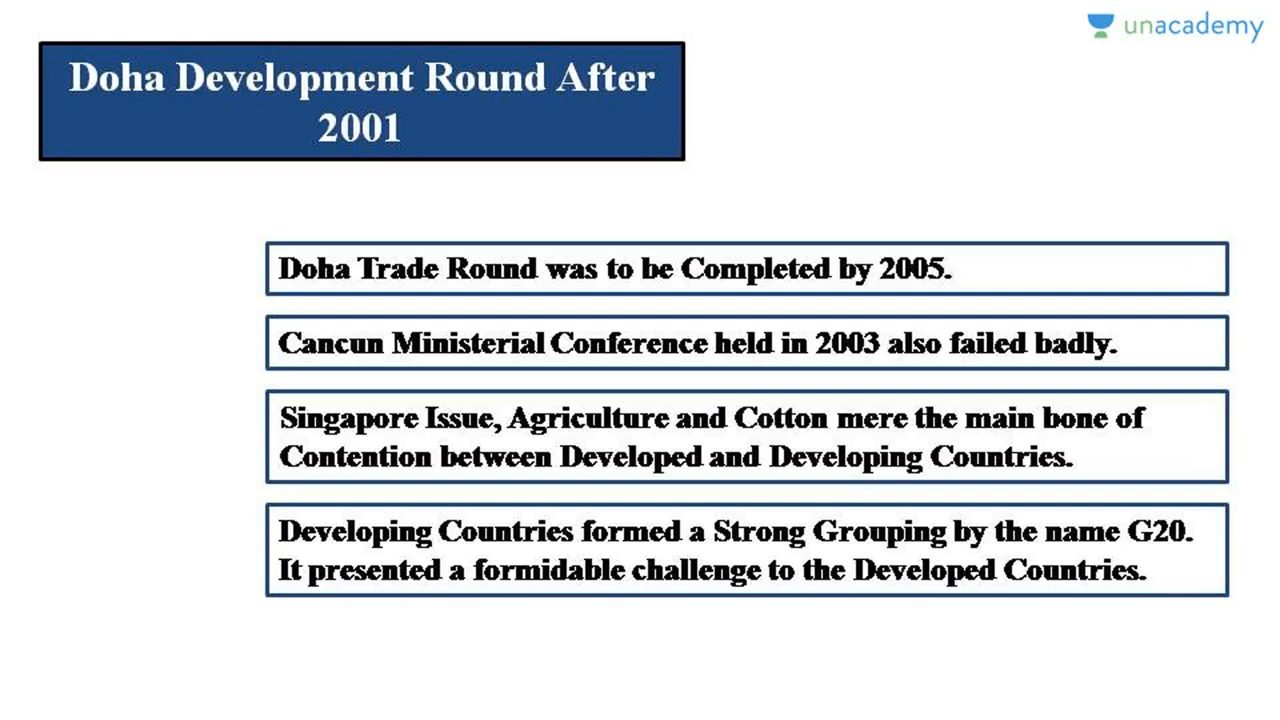 unacademy
Doha Development Round After
2001
Doha Trade Round was to be Completed by 2005.
Cancun Ministerial Conference held in 2003 also failed badly.
Singapore Issue, Agriculture and Cotton mere the main bone of
Contention between Developed and Developing Countries.
Developing Countries formed a Strong Grouping by the name G20.
It presented a formidable challenge to the Developed Countries.